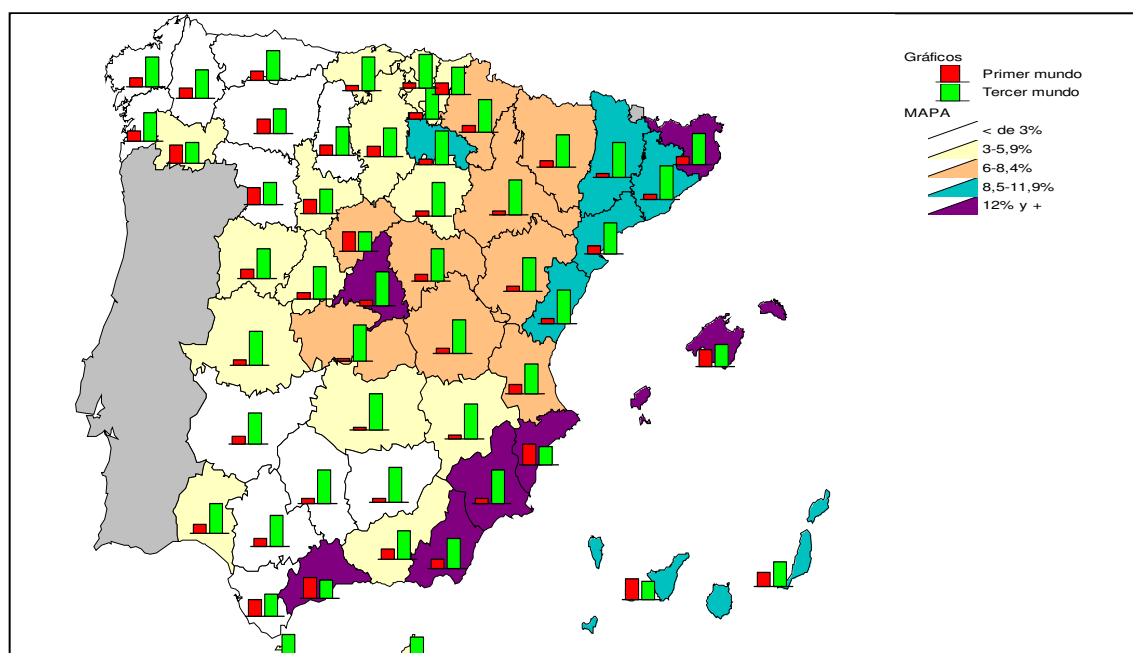 Gráficos
Primer mundo
Tercer mundo
MAPA
< de 3%
3-5,9%
6-8,4%
8,5-11,9%
12% y +